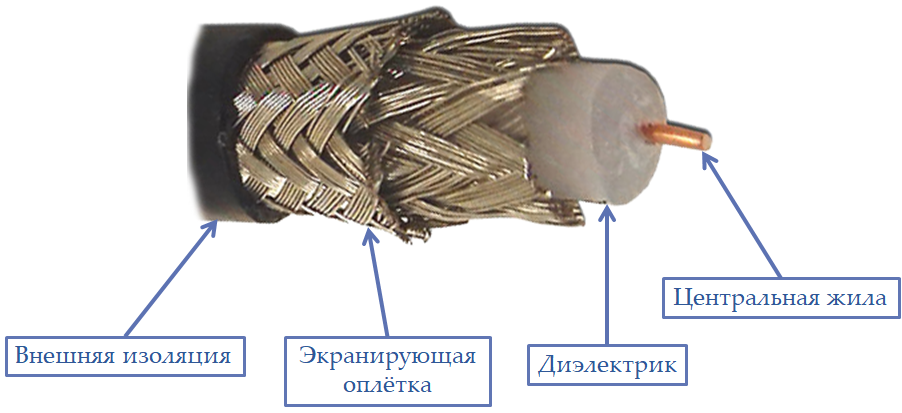 Центральная жила
Внешняя изоляция
Экранирующая
оплётка
Диэлектрик